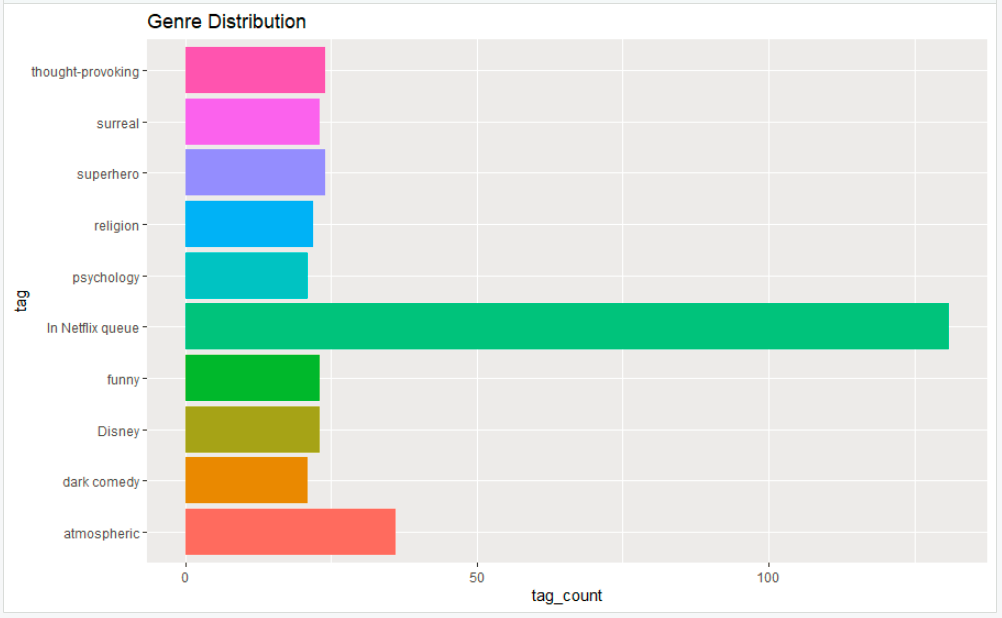 Genre Distribution
thought-provoking
surreal
superhero
religion
psychology
In Netflix queue
funny
Disney
dark comedy
atmospheric
tag
0 50 100
tag_count